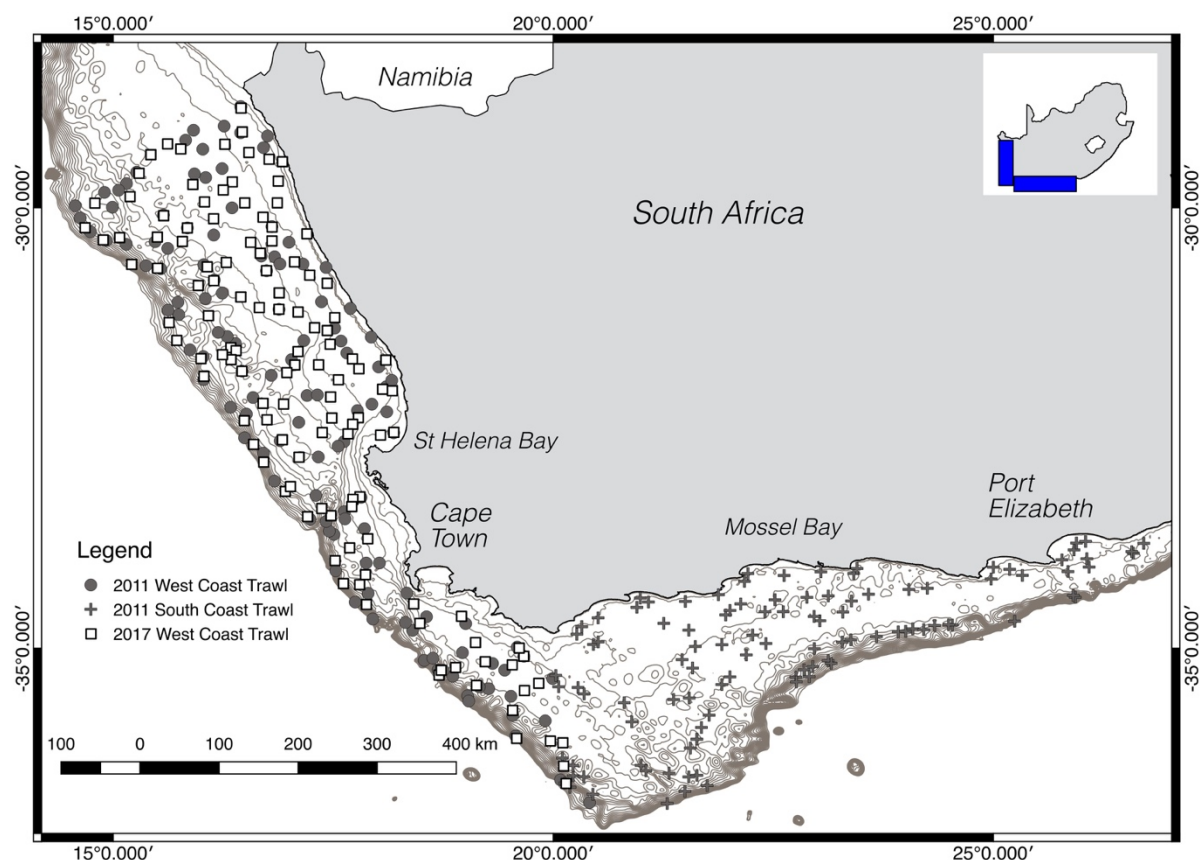 15°0.000′ 20°0.000′ 25°0.000′
Namibia
-30°0.000′ -30°0.000′
South Africa
St Helena Bay
Port
Elizabeth
Cape
Town
Mossel Bay
Legend
2011 West Coast Trawl
2011 South Coast Trawl
2017 West Coast Trawl
-35°0.000′ -35°0.000′
100 0 100 200 300 400 km
15°0.000′ 20°0.000′ 25°0.000′